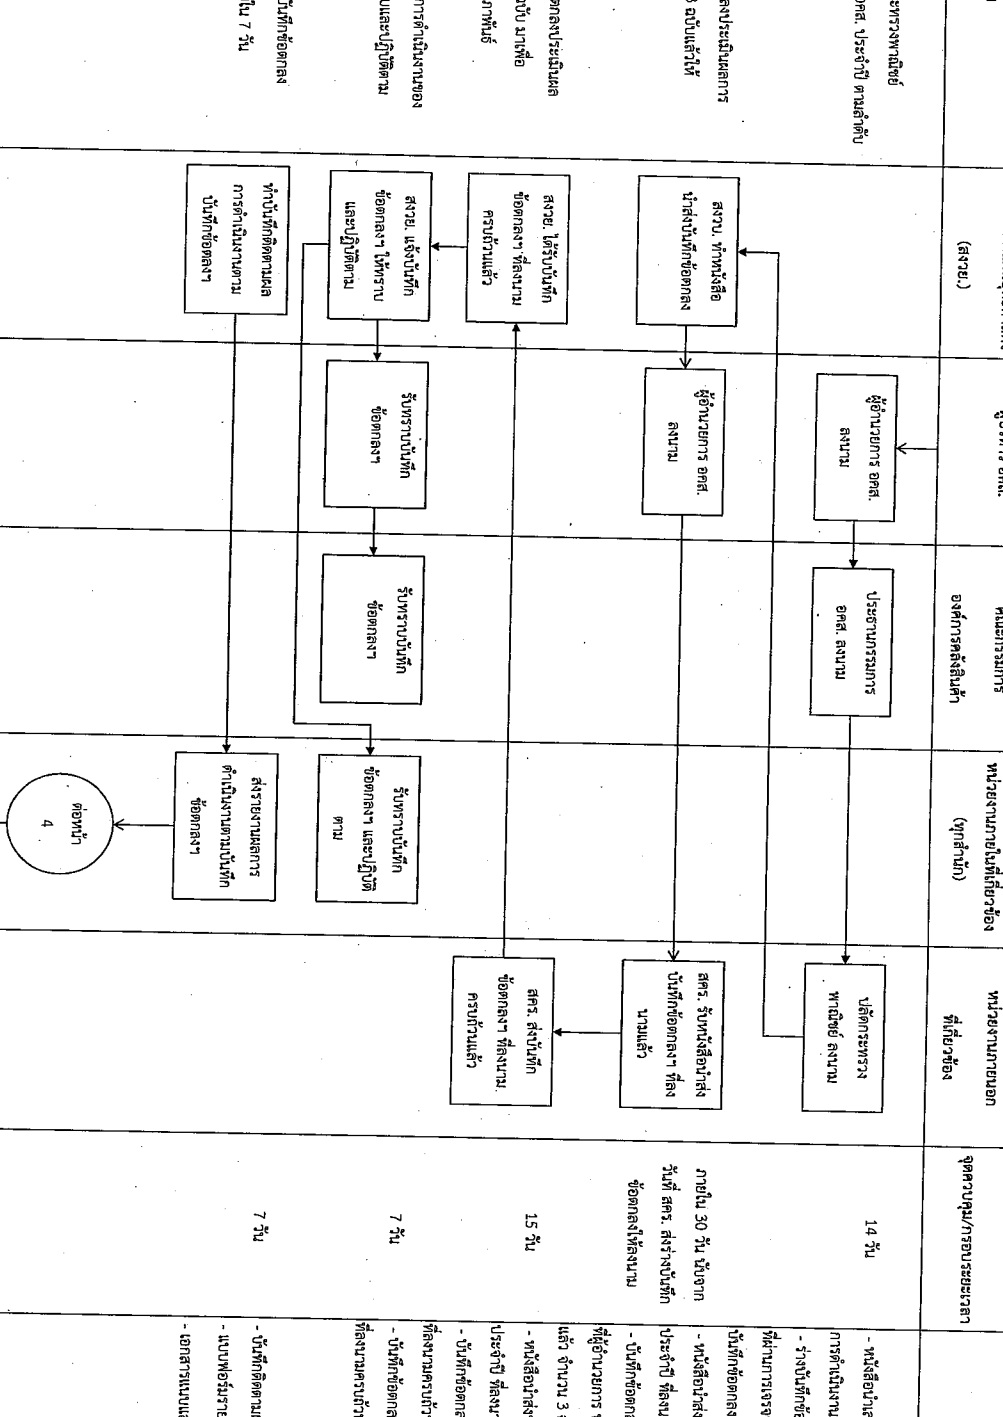 (สงวย.)
องค์การคลังสินค้า
หน่วยงานภายในที่เกี่ยวข้อง
(ทุกสำนัก)
หน่วยงานภายนอก
ที่เกี่ยวข้อง
จุดควบคุม/กรอบระยะเวลา
ะทรวงพาณิชย์
อคส. ประจำปี ตามลำดับ
ผู้อำนวยการ อคส.
ลงนาม
ประธานกรรมการ
อคส. ลงนาม
ปลัดกระทรวง
พาณิชย์ ลงนาม
14 วัน
- หนังสือนำเส
การดำเนินงาน
- ร่างบันทึกข้อ
ที่ผ่านการเจรจ
บันทึกข้อตกลง
ลงประเมินผลการ
3 ฉบับแล้วให้
สงวบ. ทำหนังสือ
นำส่งบันทึกข้อตกลง
ผู้อำนวยการ อคส.
ลงนาม
สคร. รับหนังสือนำส่ง
บันทึกข้อตกลงฯ ที่ลง
นามแล้ว
ภายใน 30 วัน นับจาก
วันที่ สคร. ส่งร่างบันทึก
ข้อตกลงให้ลงนาม
- หนังสือนำส่ง
ประจำปี ที่ลงน
- บันทึกข้อตกล
ที่ผู้อำนวยการ
แล้ว จำนวน 3
ตกลงประเมินผล
ฉบับ มาเพื่อ
ภาพันธ์
สงวย. ได้รับบันทึก
ข้อตกลงฯ ที่ลงนาม
ครบถ้วนแล้ว
สคร. ส่งบันทึก
ข้อตกลงฯ ที่ลงนาม
ครบถ้วนแล้ว
15 วัน
- หนังสือนำส่ง
ประจำปี ที่ลงนา
- บันทึกข้อตกล
ที่ลงนามครบถ้ว
การดำเนินงานของ
บและปฏิบัติตาม
สงวย. แจ้งบันทึก
ข้อตกลงฯ ให้ทราบ
และปฏิบัติตาม
รับทราบบันทึก
ข้อตกลงฯ
รับทราบบันทึก
ข้อตกลงฯ
รับทราบบันทึก
ข้อตกลงฯ และปฏิบัติ
ตาม
7 วัน
- บันทึกข้อตกล
ที่ลงนามครบถ้ว
บันทึกข้อตกลง
ใน 7 วัน
ทำบันทึกติดตามผล
การดำเนินงานตาม
บันทึกข้อตลงฯ
ส่งรายงานผลการ
ดำเนินงานตามบันทึก
ข้อตกลงฯ
7 วัน
- บันทึกติดตามผ
- แบบฟอร์มราย
- เอกสารแนบแล
ต่อหน้า
4